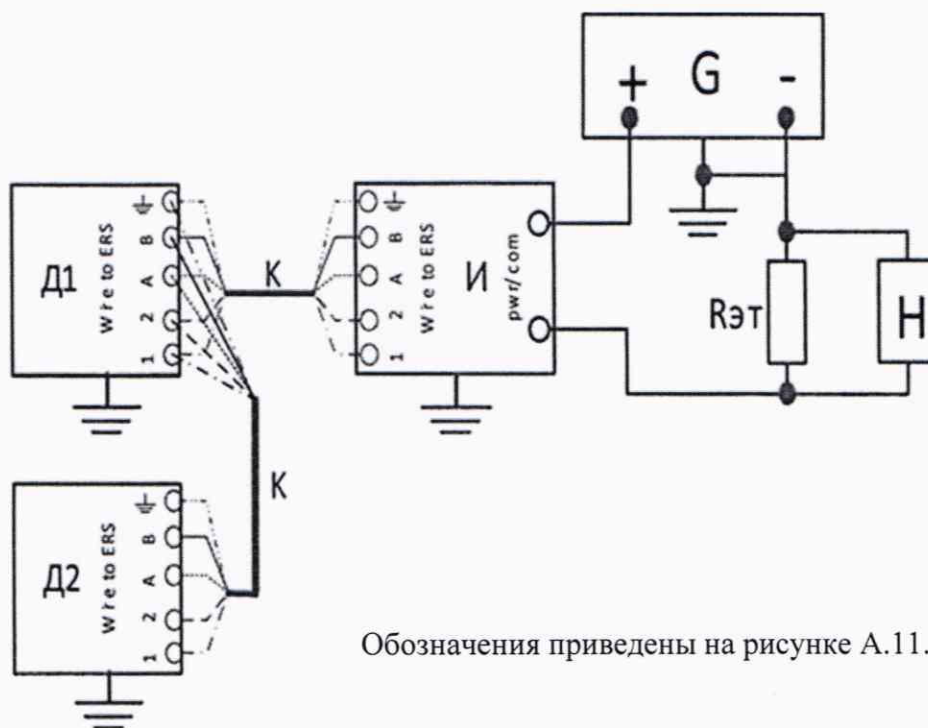 + G -
Д1
Wire to ERS
B
A
2
1
K
Wire to ERS
B
A
2
1
И
pwr/com
Rэт
Н
K
Д2
Wire to ERS
B
A
2
1
Обозначения приведены на рисунке А.11.